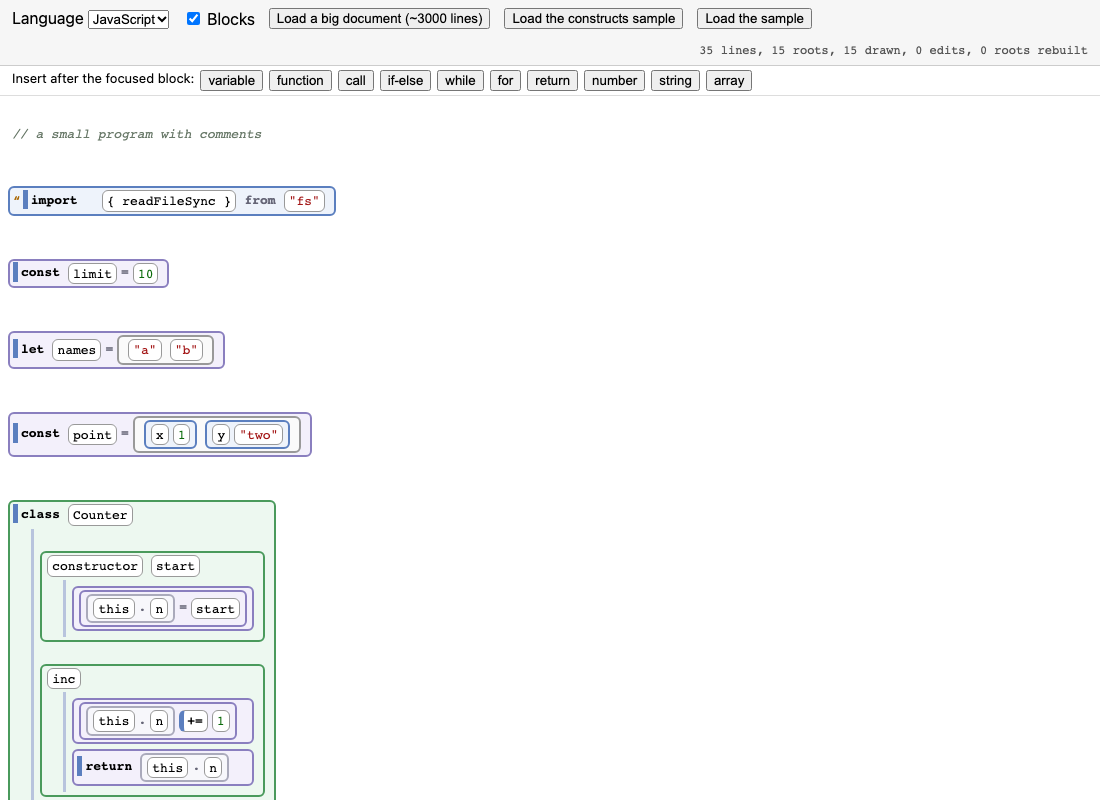 Language JavaScript Blocks Load a big document (~3000 lines) Load the constructs sample Load the sample
35 lines, 15 roots, 15 drawn, 0 edits, 0 roots rebuilt
Insert after the focused block: variable function call if-else while for return number string array
// a small program with comments
“ import { readFileSync } from "fs"
const limit = 10
let names = "a" "b"
const point = x 1 y "two"
class Counter
constructor start
this . n = start
inc
this . n += 1
return this . n